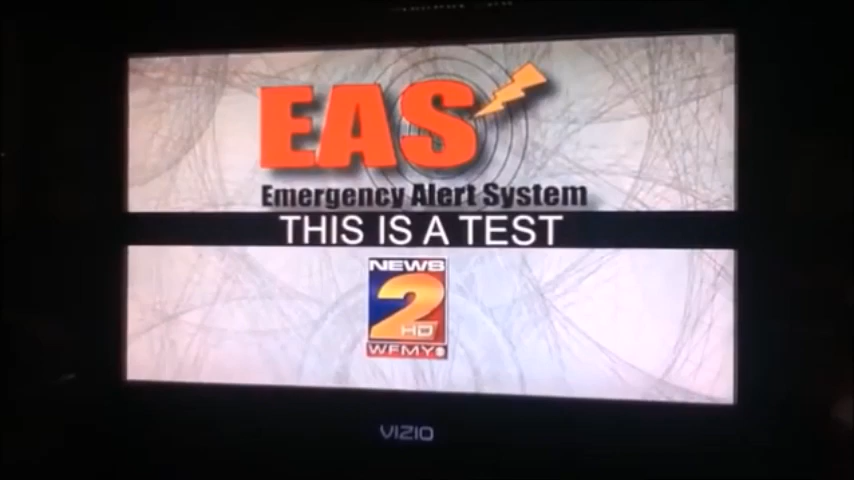 EAS
Emergency Alert System
THIS IS A TEST
NEWS
2
HD
WFMY
VIZIO